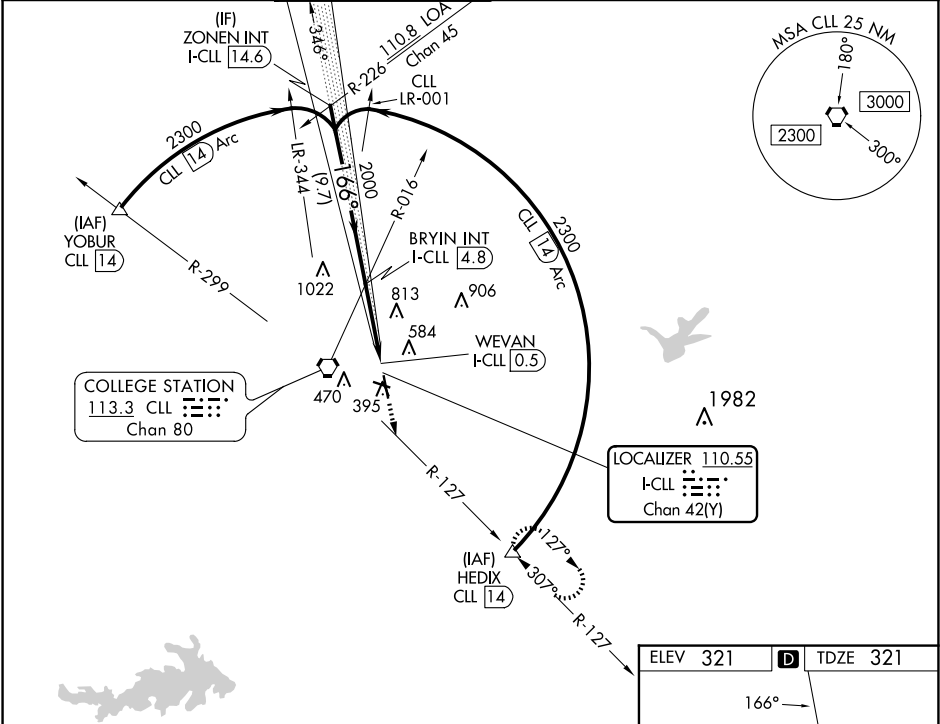 (IF)
ZONEN INT
I-CLL 14.6
346°
R-226
110.8 LOA
Chan 45
CLL
LR-001
MSA CLL 25 NM
180°
3000
2300
300°
2300
CLL 14 Arc
LR-344
(9.7)
166°
2000
R-016
2300
CLL 14 Arc
(IAF)
YOBUR
CLL 14
R-299
1022
BRYIN INT
I-CLL 4.8
813
906
584
WEVAN
I-CLL 0.5
COLLEGE STATION
113.3 CLL
Chan 80
470
395
1982
LOCALIZER 110.55
I-CLL
Chan 42(Y)
R-127
(IAF)
HEDIX
CLL 14
127°
307°
R-127
ELEV 321 D TDZE 321
166°